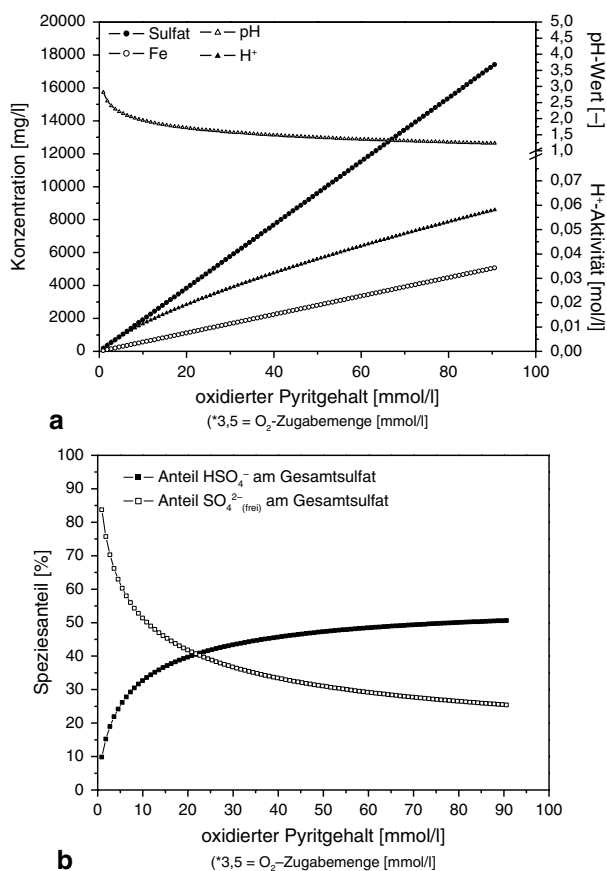 20000
18000
16000
14000
12000
10000
8000
6000
4000
2000
0
Konzentration [mg/l]
Sulfat
Fe
pH
H⁺
5,0
4,5
4,0
3,5
3,0
2,5
2,0
1,5
1,0
pH-Wert [–]
0,07
0,06
0,05
0,04
0,03
0,02
0,01
0,00
H⁺-Aktivität [mol/l]
0 20 40 60 80 100
oxidierter Pyritgehalt [mmol/l]
a
(*3,5 = O₂-Zugabemenge [mmol/l]
100
90
80
70
60
50
40
30
20
10
0
Speziesanteil [%]
Anteil HSO₄⁻ am Gesamtsulfat
Anteil SO₄²⁻(frei) am Gesamtsulfat
0 10 20 30 40 50 60 70 80 90 100
oxidierter Pyritgehalt [mmol/l]
b
(*3,5 = O₂–Zugabemenge [mmol/l]